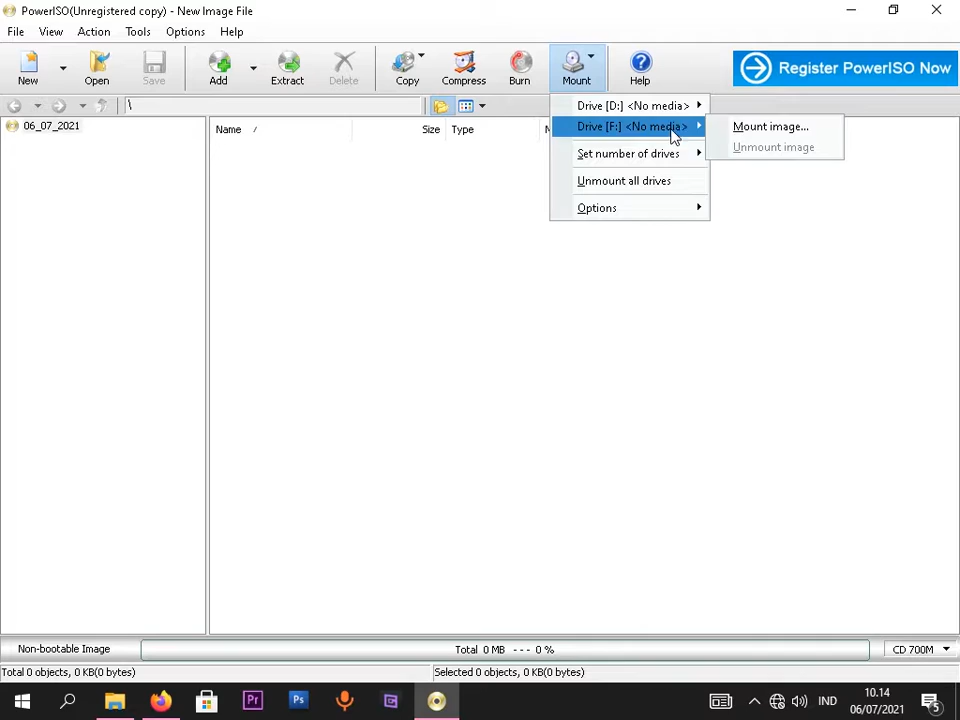 PowerISO(Unregistered copy) - New Image File
File View Action Tools Options Help
New Open Save Add Extract Delete Copy Compress Burn Mount Help
Register PowerISO Now
\
06_07_2021
Name / Size Type
Drive [D:] <No media>
Drive [F:] <No media>
Set number of drives
Unmount all drives
Options
Mount image...
Unmount image
Non-bootable Image
Total 0 MB --- 0 %
CD 700M
Total 0 objects, 0 KB(0 bytes)
Selected 0 objects, 0 KB(0 bytes)
Pr
Ps
IND
10.14
06/07/2021
5